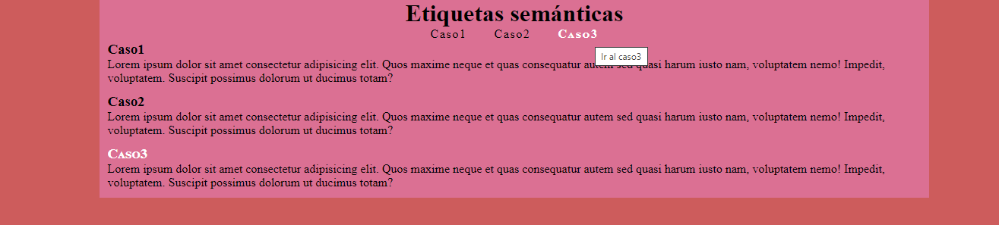 Etiquetas semánticas
Caso1 Caso2 Caso3
Ir al caso3
Caso1
Lorem ipsum dolor sit amet consectetur adipisicing elit. Quos maxime neque et quas consequatur autem sed quasi harum iusto nam, voluptatem nemo! Impedit,
voluptatem. Suscipit possimus dolorum ut ducimus totam?
Caso2
Lorem ipsum dolor sit amet consectetur adipisicing elit. Quos maxime neque et quas consequatur autem sed quasi harum iusto nam, voluptatem nemo! Impedit,
voluptatem. Suscipit possimus dolorum ut ducimus totam?
Caso3
Lorem ipsum dolor sit amet consectetur adipisicing elit. Quos maxime neque et quas consequatur autem sed quasi harum iusto nam, voluptatem nemo! Impedit,
voluptatem. Suscipit possimus dolorum ut ducimus totam?